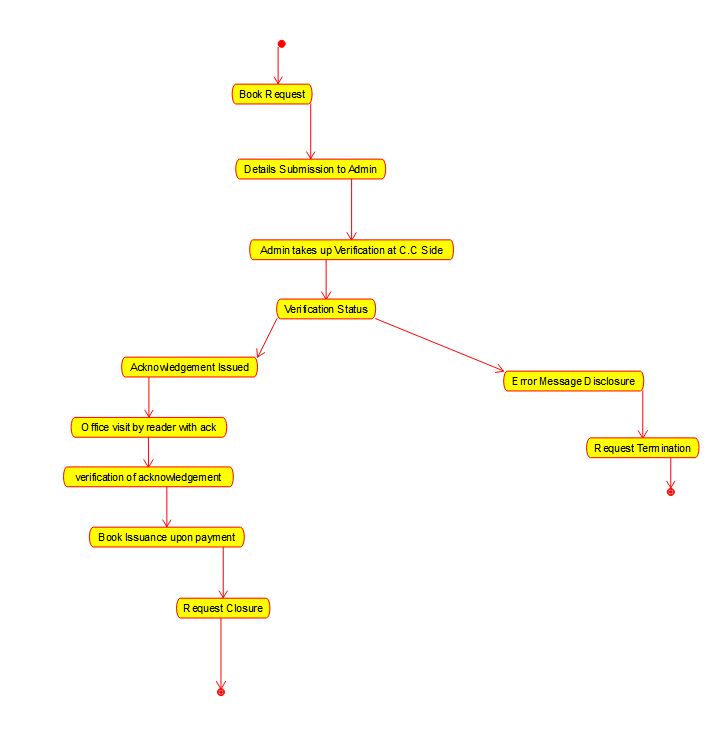 Book Request
Details Submission to Admin
Admin takes up Verification at C.C Side
Verification Status
Acknowledgement Issued
Error Message Disclosure
Office visit by reader with ack
Request Termination
verification of acknowledgement
Book Issuance upon payment
Request Closure